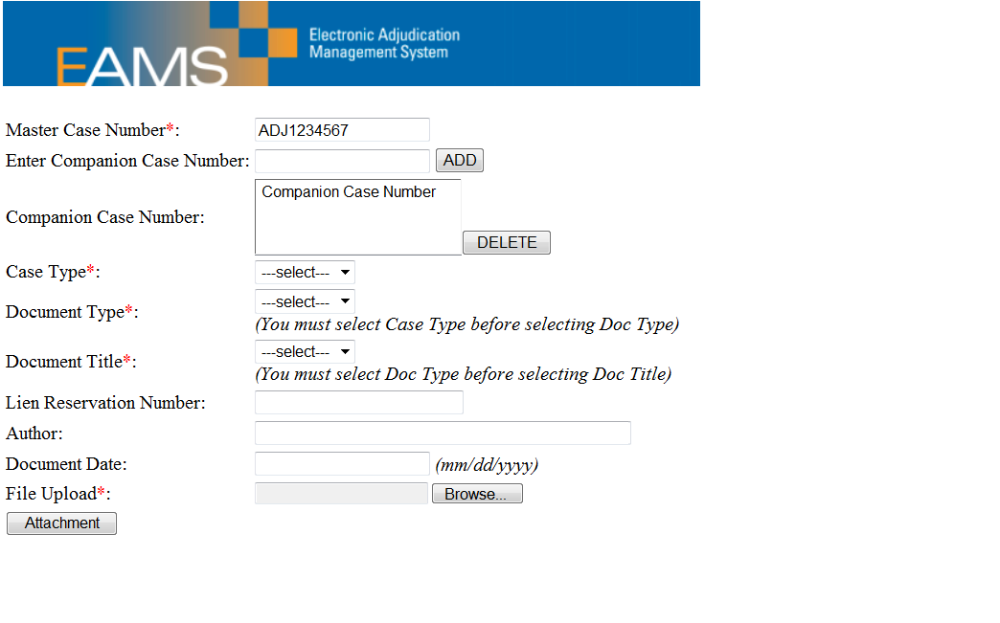 EAMS
Electronic Adjudication
Management System
Master Case Number*: ADJ1234567
Enter Companion Case Number: ADD
Companion Case Number: Companion Case Number
DELETE
Case Type*: ---select---
Document Type*: ---select---
(You must select Case Type before selecting Doc Type)
Document Title*: ---select---
(You must select Doc Type before selecting Doc Title)
Lien Reservation Number:
Author:
Document Date: (mm/dd/yyyy)
File Upload*: Browse...
Attachment